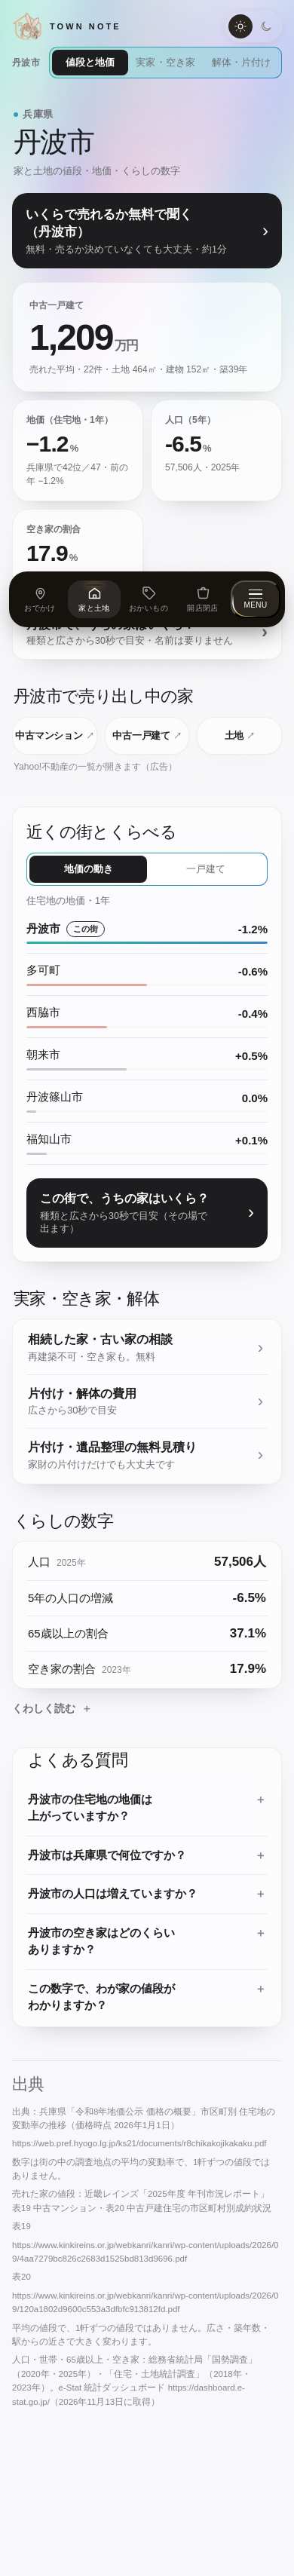 TOWN NOTE
丹波市
値段と地価
実家・空き家
解体・片付け
兵庫県
丹波市
家と土地の値段・地価・くらしの数字
いくらで売れるか無料で聞く
（丹波市）
無料・売るか決めていなくても大丈夫・約1分
中古一戸建て
1,209万円
売れた平均・22件・土地 464㎡・建物 152㎡・築39年
地価（住宅地・1年）
−1.2%
兵庫県で42位／47・前の
年 −1.2%
人口（5年）
-6.5%
57,506人・2025年
空き家の割合
17.9%
おでかけ
家と土地
おかいもの
開店閉店
MENU
種類と広さから30秒で目安・名前は要りません
丹波市で売り出し中の家
中古マンション ↗
中古一戸建て ↗
土地 ↗
Yahoo!不動産の一覧が開きます（広告）
近くの街とくらべる
地価の動き
一戸建て
住宅地の地価・1年
丹波市 この街 -1.2%
多可町 -0.6%
西脇市 -0.4%
朝来市 +0.5%
丹波篠山市 0.0%
福知山市 +0.1%
この街で、うちの家はいくら？
種類と広さから30秒で目安（その場で
出ます）
実家・空き家・解体
相続した家・古い家の相談
再建築不可・空き家も。無料
片付け・解体の費用
広さから30秒で目安
片付け・遺品整理の無料見積り
家財の片付けだけでも大丈夫です
くらしの数字
人口 2025年 57,506人
5年の人口の増減 -6.5%
65歳以上の割合 37.1%
空き家の割合 2023年 17.9%
くわしく読む +
よくある質問
丹波市の住宅地の地価は
上がっていますか？
丹波市は兵庫県で何位ですか？
丹波市の人口は増えていますか？
丹波市の空き家はどのくらい
ありますか？
この数字で、わが家の値段が
わかりますか？
出典
出典：兵庫県「令和8年地価公示 価格の概要」市区町別 住宅地の
変動率の推移（価格時点 2026年1月1日）
https://web.pref.hyogo.lg.jp/ks21/documents/r8chikakojikakaku.pdf
数字は街の中の調査地点の平均の変動率で、1軒ずつの値段では
ありません。
売れた家の値段：近畿レインズ「2025年度 年刊市況レポート」
表19 中古マンション・表20 中古戸建住宅の市区町村別成約状況
表19
https://www.kinkireins.or.jp/webkanri/kanri/wp-content/uploads/2026/0
9/4aa7279bc826c2683d1525bd813d9696.pdf
表20
https://www.kinkireins.or.jp/webkanri/kanri/wp-content/uploads/2026/0
9/120a1802d9600c553a3dfbfc913812fd.pdf
平均の値段で、1軒ずつの値段ではありません。広さ・築年数・
駅からの近さで大きく変わります。
人口・世帯・65歳以上・空き家：総務省統計局「国勢調査」
（2020年・2025年）・「住宅・土地統計調査」（2018年・
2023年）。e-Stat 統計ダッシュボード https://dashboard.e-
stat.go.jp/（2026年11月13日に取得）